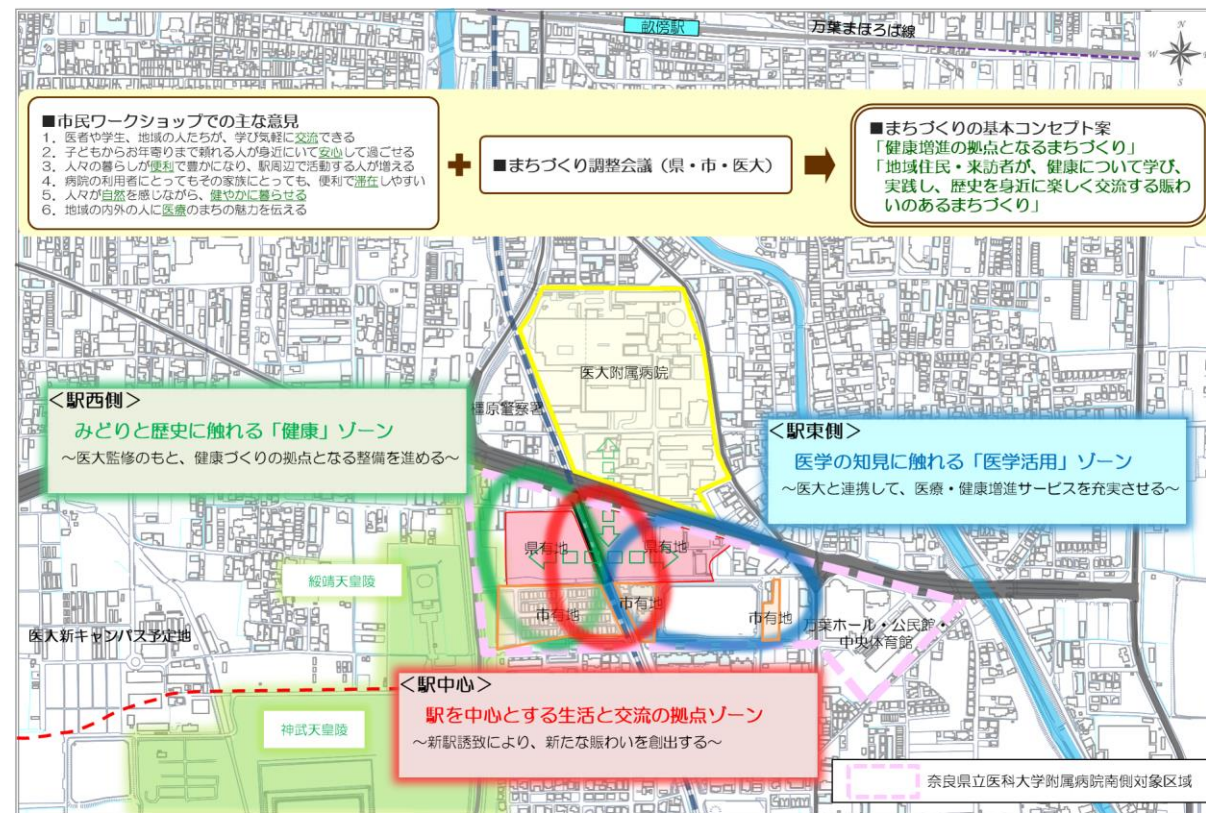 畝傍駅
万葉まほろば線
N
W
S
■市民ワークショップでの主な意見
1. 医者や学生、地域の人たちが、学び気軽に交流できる
2. 子どもからお年寄りまで頼れる人が身近にいて安心して過ごせる
3. 人々の暮らしが便利で豊かになり、駅周辺で活動する人が増える
4. 病院の利用者にとってもその家族にとっても、便利で滞在しやすい
5. 人々が自然を感じながら、健やかに暮らせる
6. 地域の内外の人に医療のまちの魅力を伝える
■まちづくり調整会議（県・市・医大）
■まちづくりの基本コンセプト案
「健康増進の拠点となるまちづくり」
「地域住民・来訪者が、健康について学び、
実践し、歴史を身近に楽しく交流する賑わ
いのあるまちづくり」
医大附属病院
橿原警察署
＜駅西側＞
みどりと歴史に触れる「健康」ゾーン
～医大監修のもと、健康づくりの拠点となる整備を進める～
＜駅東側＞
医学の知見に触れる「医学活用」ゾーン
～医大と連携して、医療・健康増進サービスを充実させる～
県有地
県有地
綏靖天皇陵
市有地
市有地
市有地
万葉ホール・公民館・
中央体育館
医大新キャンパス予定地
＜駅中心＞
駅を中心とする生活と交流の拠点ゾーン
～新駅誘致により、新たな賑わいを創出する～
神武天皇陵
奈良県立医科大学附属病院南側対象区域